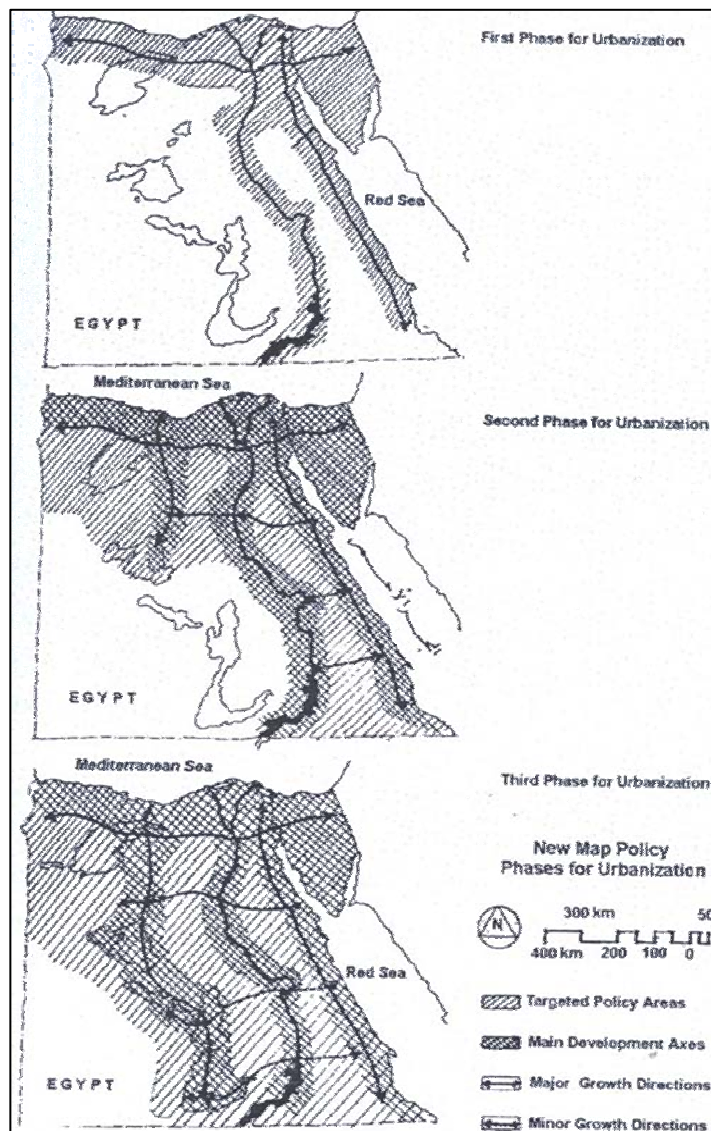 First Phase for Urbanization
Red Sea
EGYPT
Mediterranean Sea
Second Phase for Urbanization
EGYPT
Mediterranean Sea
Third Phase for Urbanization
New Map Policy
Phases for Urbanization
N
300 km 50
400 km 200 100 0
Red Sea
Targeted Policy Areas
Main Development Axes
Major Growth Directions
EGYPT
Minor Growth Directions